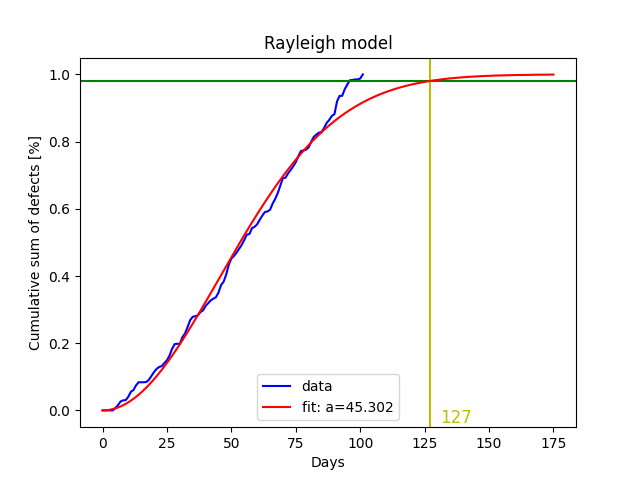 Rayleigh model
Cumulative sum of defects [%]
1.0
0.8
0.6
0.4
0.2
0.0
data
fit: a=45.302
127
0 25 50 75 100 125 150 175
Days